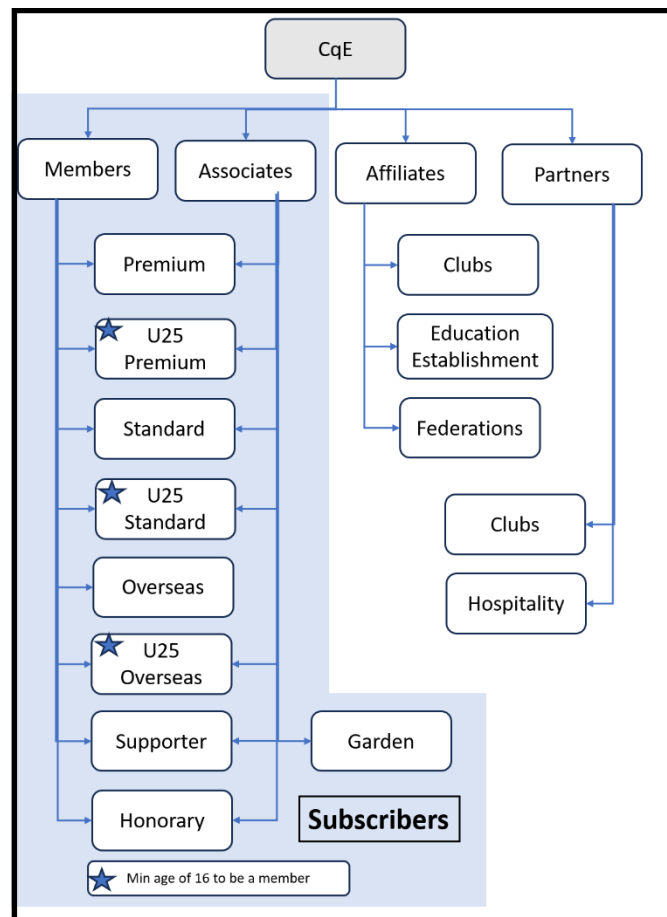 CqE
Members
Associates
Affiliates
Partners
Premium
Clubs
U25
Premium
Education
Establishment
Standard
Federations
U25
Standard
Clubs
Overseas
Hospitality
U25
Overseas
Supporter
Garden
Honorary
Subscribers
Min age of 16 to be a member